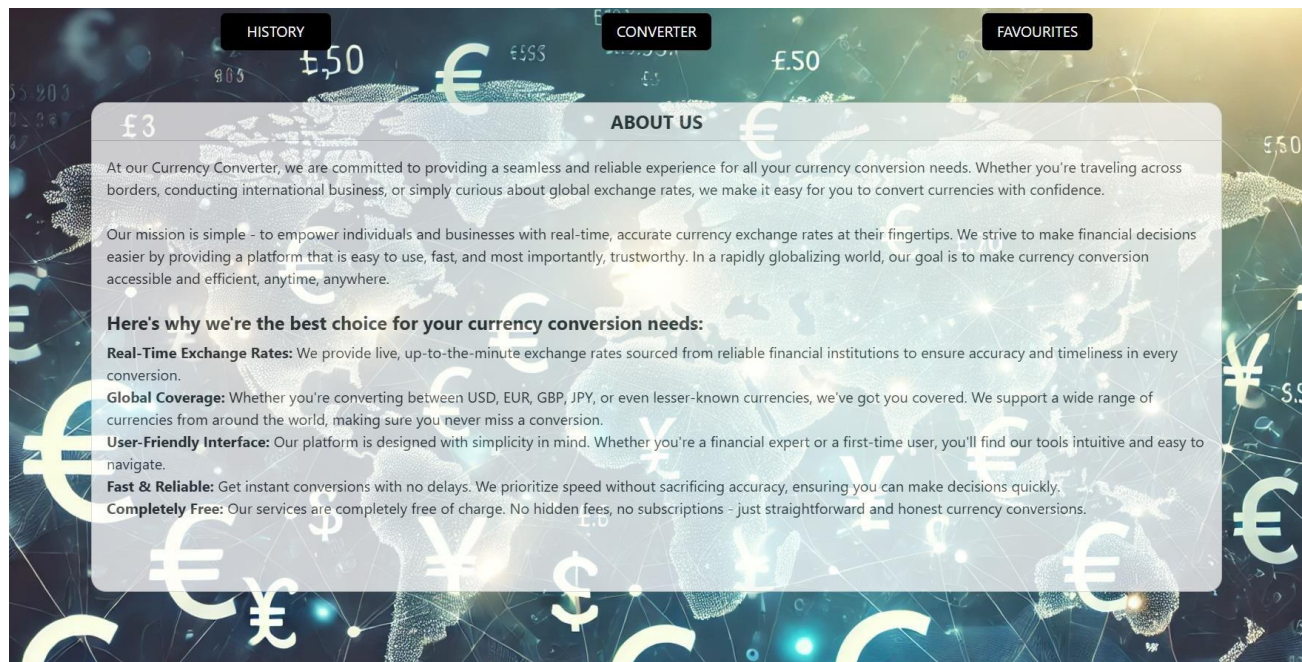 HISTORY
CONVERTER
FAVOURITES
£,50
£.50
£3
ABOUT US
At our Currency Converter, we are committed to providing a seamless and reliable experience for all your currency conversion needs. Whether you're traveling across
borders, conducting international business, or simply curious about global exchange rates, we make it easy for you to convert currencies with confidence.
Our mission is simple - to empower individuals and businesses with real-time, accurate currency exchange rates at their fingertips. We strive to make financial decisions
easier by providing a platform that is easy to use, fast, and most importantly, trustworthy. In a rapidly globalizing world, our goal is to make currency conversion
accessible and efficient, anytime, anywhere.
Here's why we're the best choice for your currency conversion needs:
Real-Time Exchange Rates: We provide live, up-to-the-minute exchange rates sourced from reliable financial institutions to ensure accuracy and timeliness in every
conversion.
Global Coverage: Whether you're converting between USD, EUR, GBP, JPY, or even lesser-known currencies, we've got you covered. We support a wide range of
currencies from around the world, making sure you never miss a conversion.
User-Friendly Interface: Our platform is designed with simplicity in mind. Whether you're a financial expert or a first-time user, you'll find our tools intuitive and easy to
navigate.
Fast & Reliable: Get instant conversions with no delays. We prioritize speed without sacrificing accuracy, ensuring you can make decisions quickly.
Completely Free: Our services are completely free of charge. No hidden fees, no subscriptions - just straightforward and honest currency conversions.